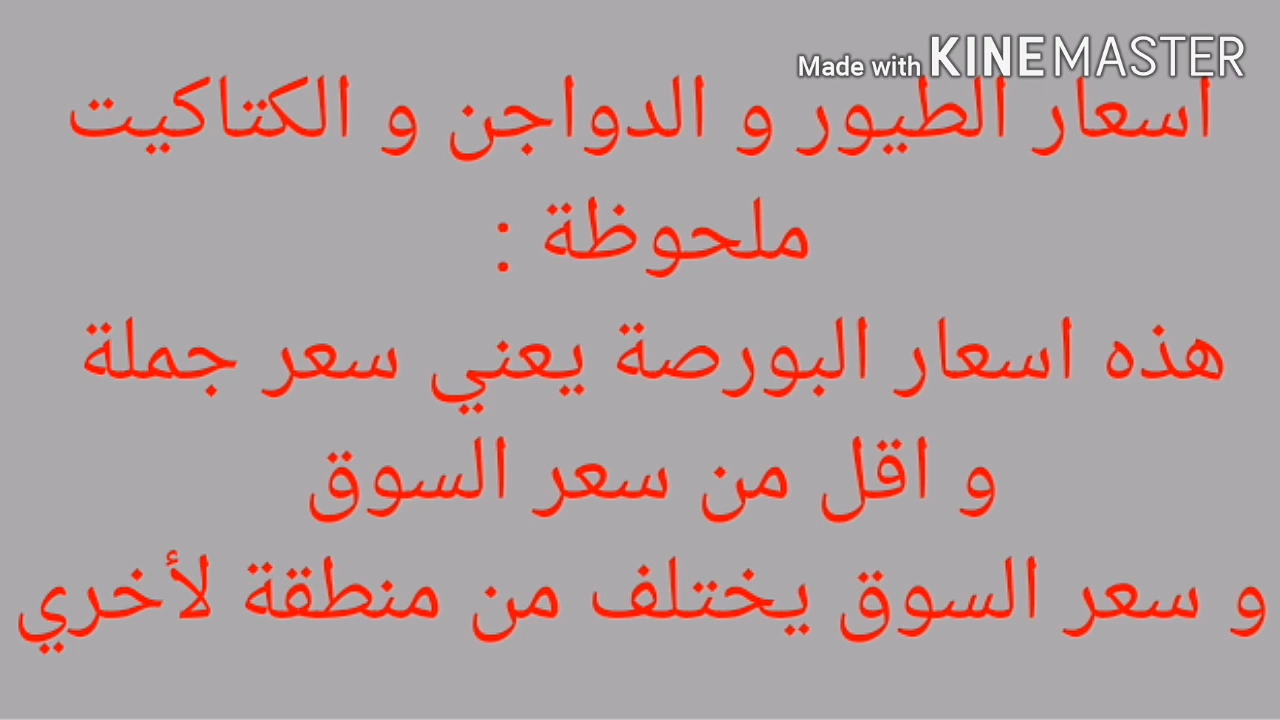 Made with KINEMASTER
اسعار الطيور و الدواجن و الكتاكيت
ملحوظة :
هذه اسعار البورصة يعني سعر جملة
و اقل من سعر السوق
و سعر السوق يختلف من منطقة لأخري